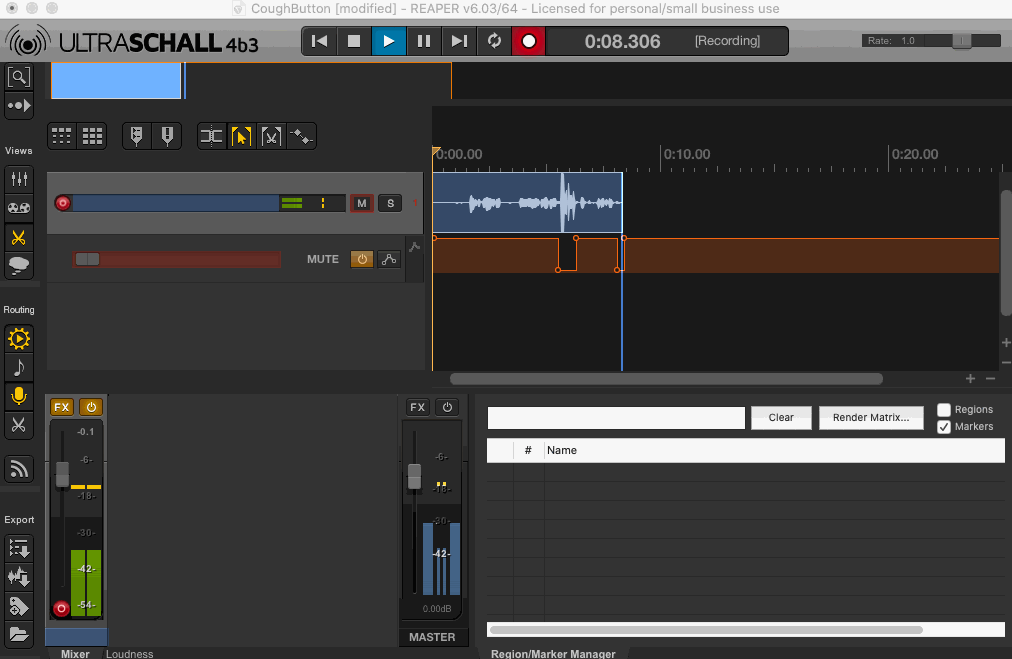 CoughButton [modified] - REAPER v6.03/64 - Licensed for personal/small business use
ULTRASCHALL 4b3
0:08.306 [Recording]
Rate: 1.0
Views
0:00.00 0:10.00 0:20.00
M S
MUTE
Routing
FX FX
-0.1
-6- -6-
-18- -18-
-30- -30-
-42- -42-
-54-
0.00dB
MASTER
Clear Render Matrix... Regions
Markers
# Name
Export
Mixer Loudness Region/Marker Manager